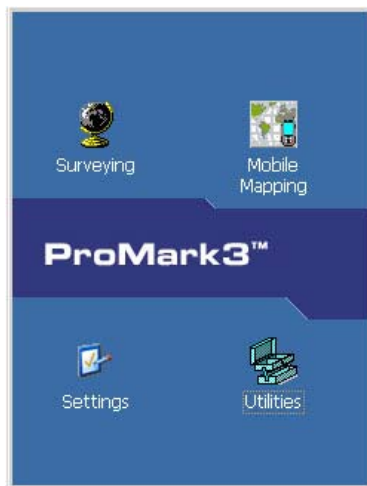 Surveying
Mobile
Mapping
ProMark3™
Settings
Utilities